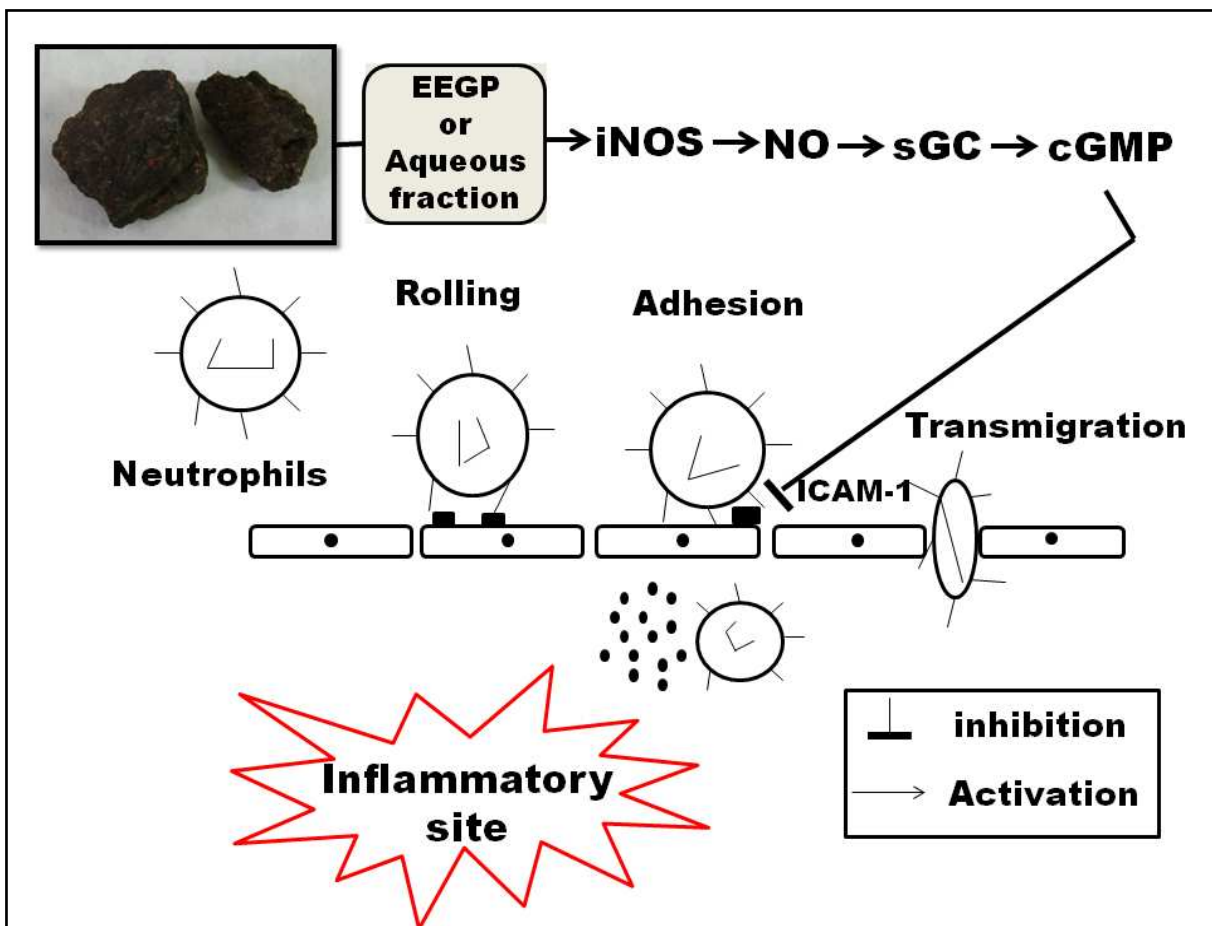 EEGP
or
Aqueous
fraction
iNOS
NO
sGC
cGMP
Rolling
Adhesion
Neutrophils
Transmigration
ICAM-1
inhibition
Activation
Inflammatory
site